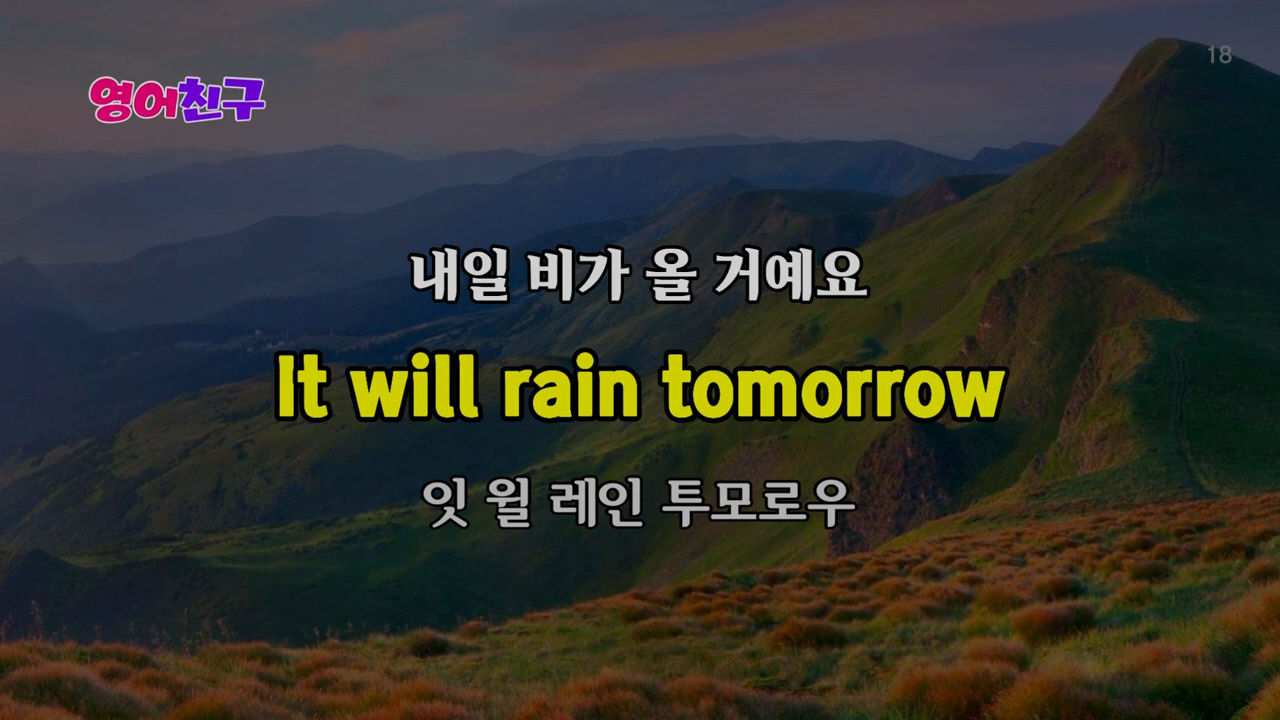 18
영어친구
내일 비가 올 거예요
It will rain tomorrow
잇 윌 레인 투모로우